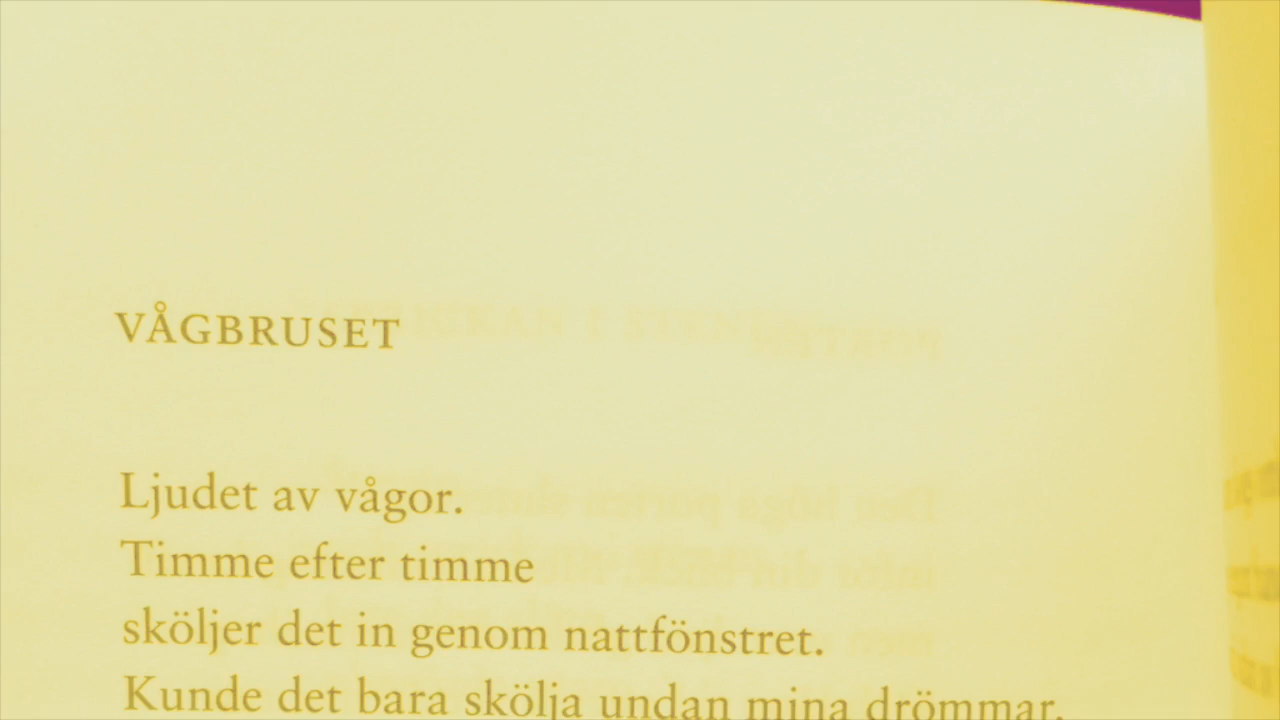 VÅGBRUSET
Ljudet av vågor.
Timme efter timme
sköljer det in genom nattfönstret.
Kunde det bara skölja undan mina drömmar.